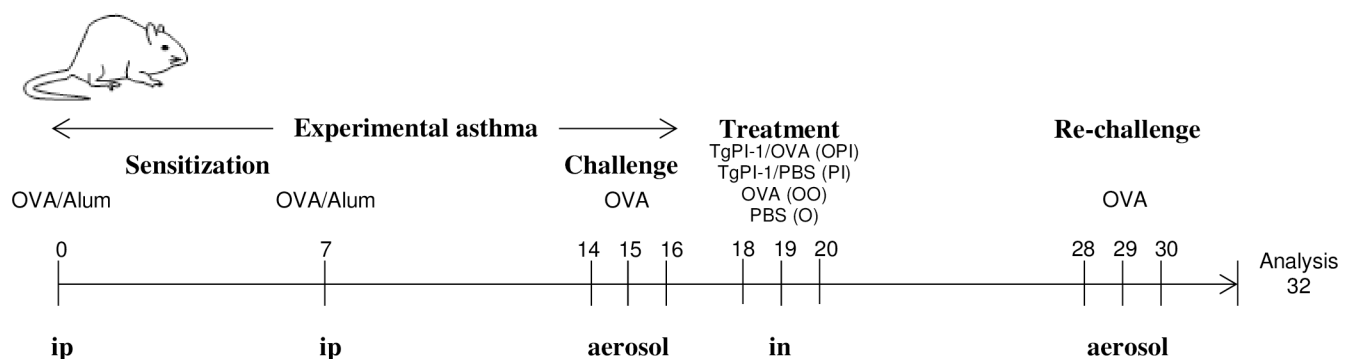 Experimental asthma
Treatment
Re-challenge
Sensitization
Challenge
TgPI-1/OVA (OPI)
TgPI-1/PBS (PI)
OVA (OO)
PBS (O)
OVA/Alum
OVA/Alum
OVA
OVA
0
7
14
15
16
18
19
20
28
29
30
Analysis
32
ip
ip
aerosol
in
aerosol